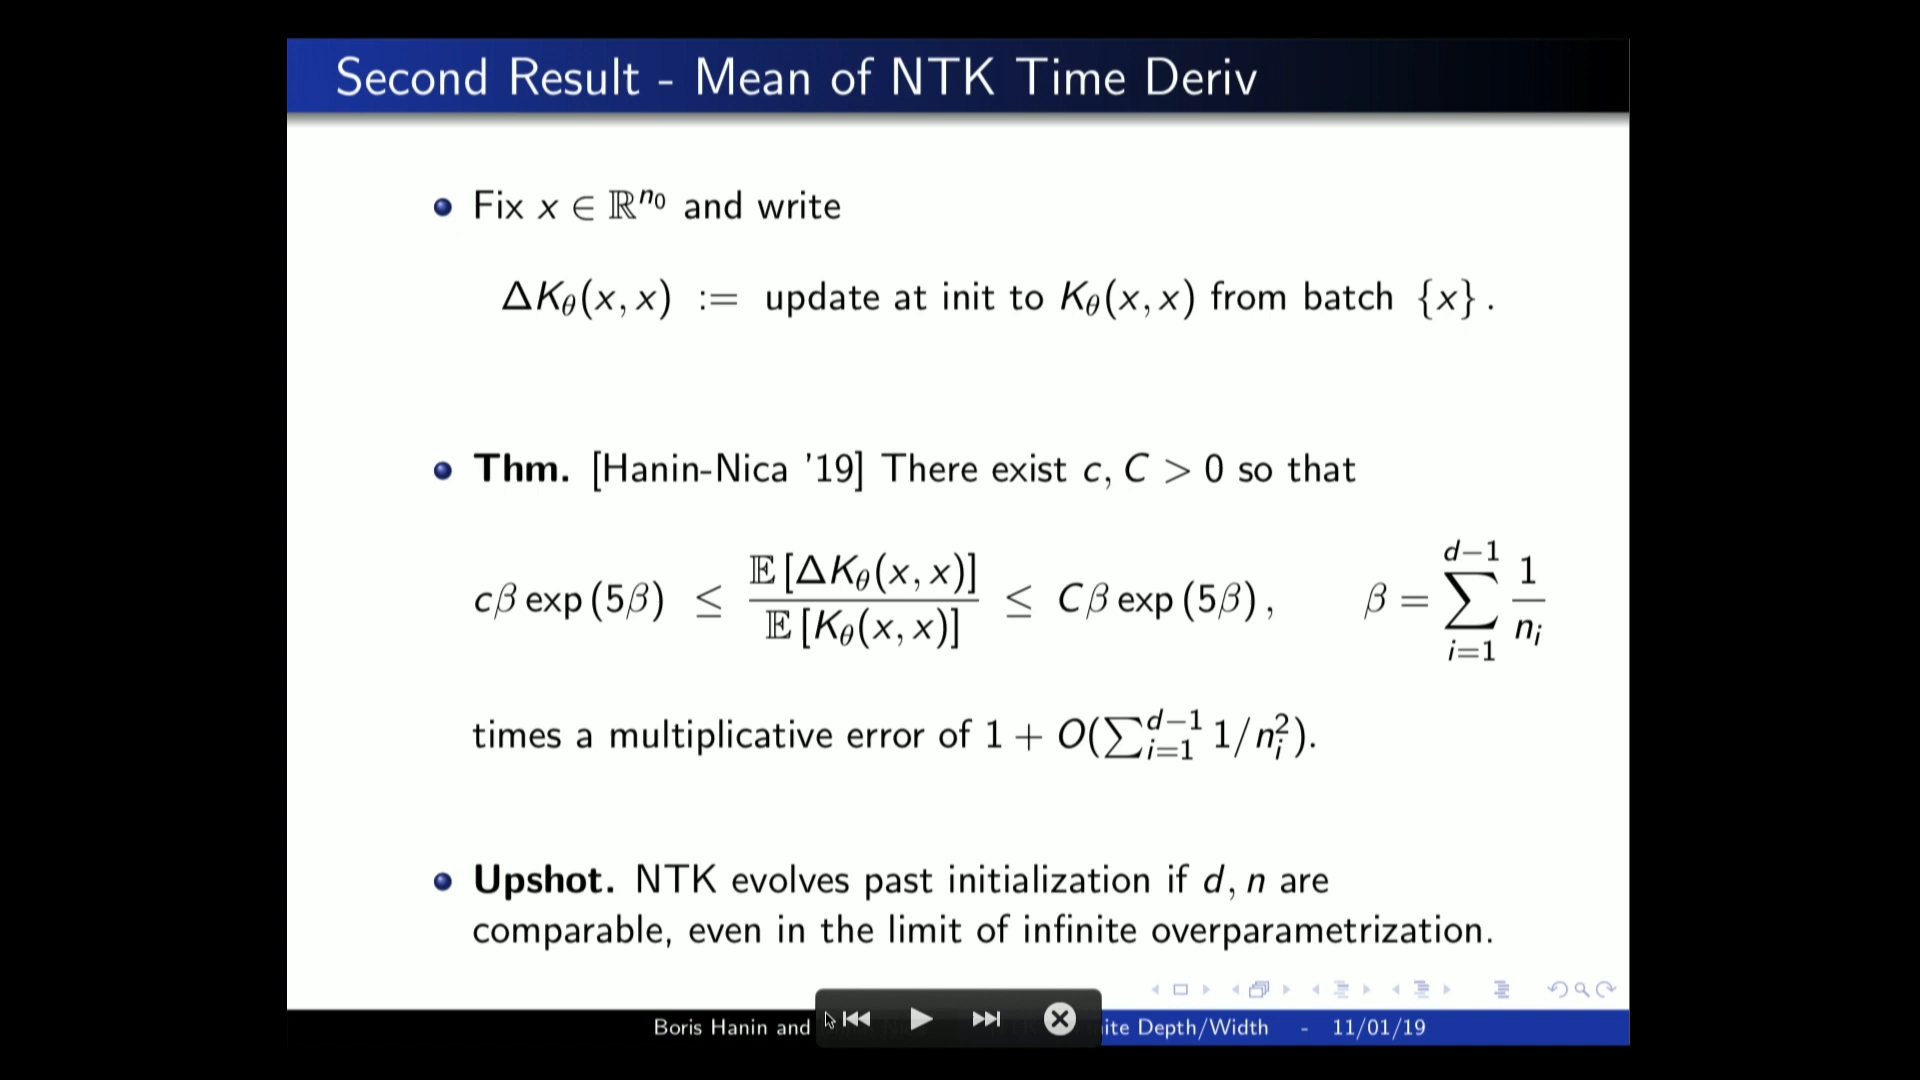 Second Result - Mean of NTK Time Deriv
• Fix x ∈ ℝ^{n_0} and write
ΔK_θ(x, x) := update at init to K_θ(x, x) from batch {x} .
• Thm. [Hanin-Nica '19] There exist c, C > 0 so that
cβ exp (5β) ≤ 𝔼 [ΔK_θ(x, x)] / 𝔼 [K_θ(x, x)] ≤ Cβ exp (5β) , β = ∑_{i=1}^{d−1} 1/n_i
times a multiplicative error of 1 + O(∑_{i=1}^{d−1} 1/n_i^2).
• Upshot. NTK evolves past initialization if d, n are
comparable, even in the limit of infinite overparametrization.
Boris Hanin and ite Depth/Width - 11/01/19